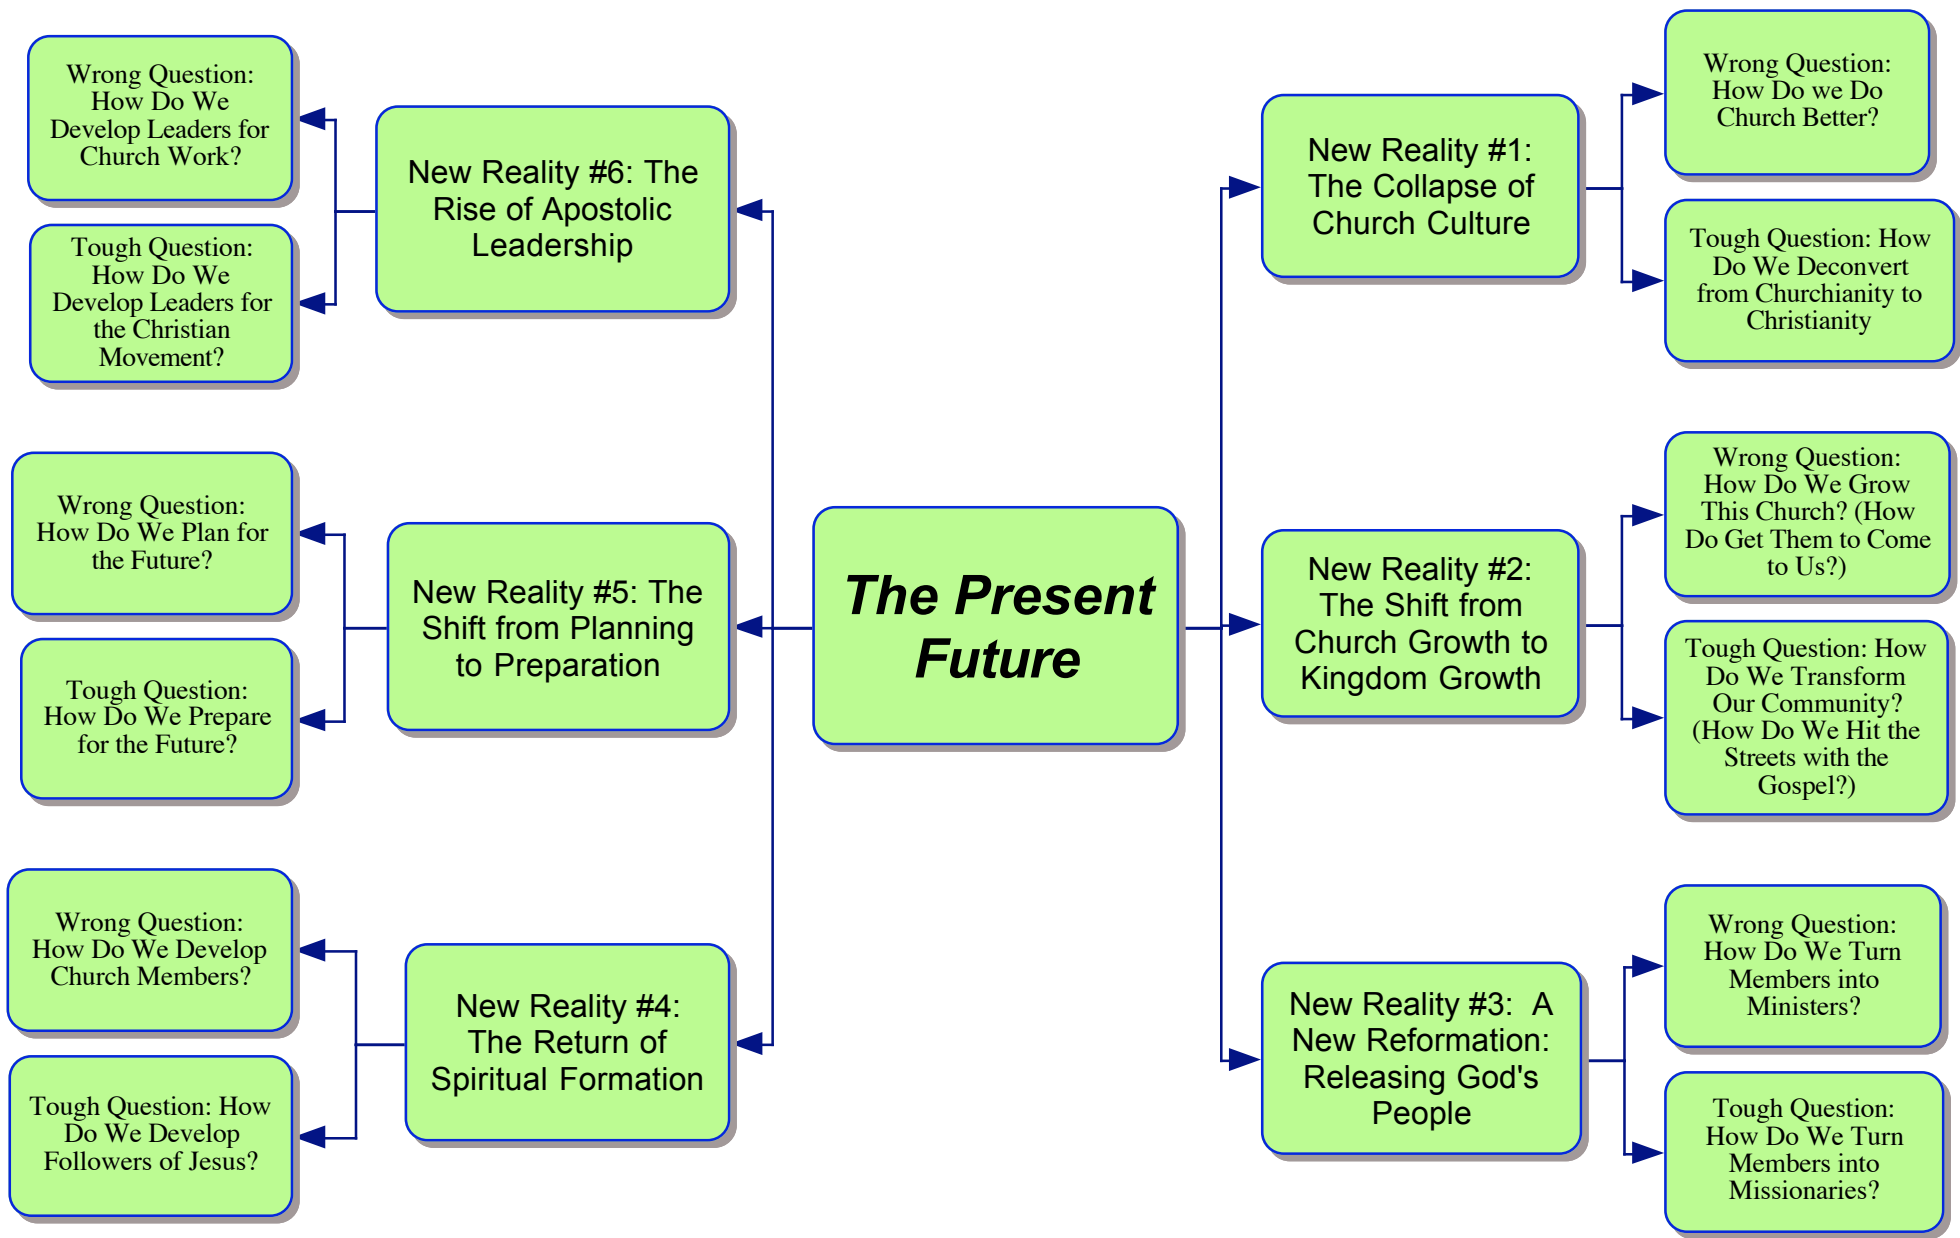 The Present
Future
New Reality #1:
The Collapse of
Church Culture
Wrong Question:
How Do we Do
Church Better?
Tough Question: How
Do We Deconvert
from Churchianity to
Christianity
New Reality #2:
The Shift from
Church Growth to
Kingdom Growth
Wrong Question:
How Do We Grow
This Church? (How
Do Get Them to Come
to Us?)
Tough Question: How
Do We Transform
Our Community?
(How Do We Hit the
Streets with the
Gospel?)
New Reality #3:  A
New Reformation:
Releasing God's
People
Wrong Question:
How Do We Turn
Members into
Ministers?
Tough Question:
How Do We Turn
Members into
Missionaries?
New Reality #4:
The Return of
Spiritual Formation
Wrong Question:
How Do We Develop
Church Members?
Tough Question: How
Do We Develop
Followers of Jesus?
New Reality #5: The
Shift from Planning
to Preparation
Wrong Question:
How Do We Plan for
the Future?
Tough Question:
How Do We Prepare
for the Future?
New Reality #6: The
Rise of Apostolic
Leadership
Wrong Question:
How Do We
Develop Leaders for
Church Work?
Tough Question:
How Do We
Develop Leaders for
the Christian
Movement?